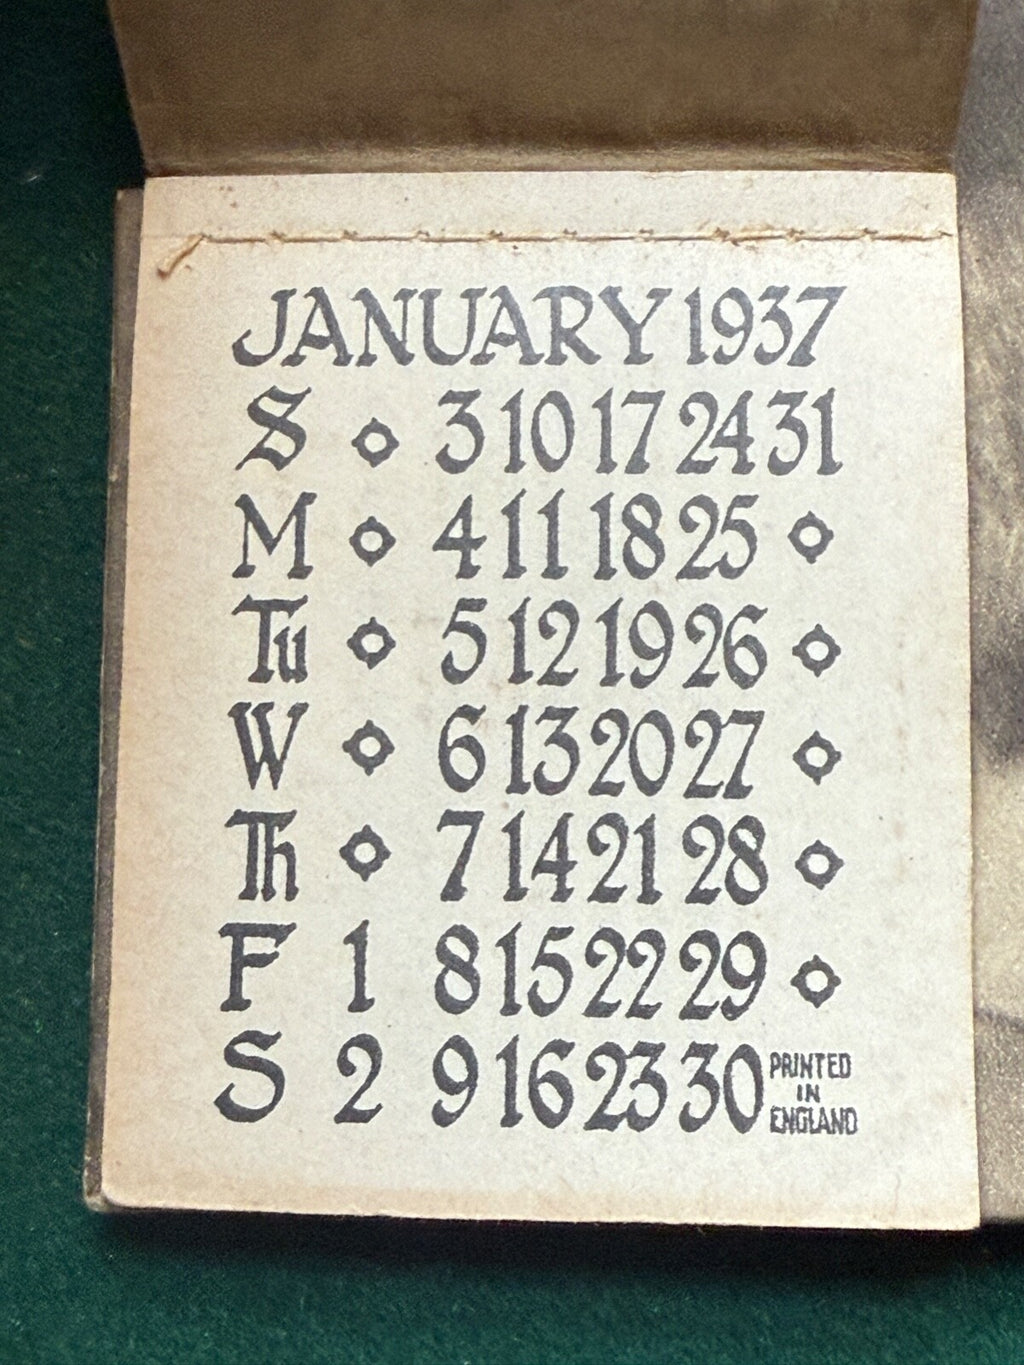 JANUARY 1937
S 3 10 17 24 31
M 4 11 18 25
Tu 5 12 19 26
W 6 13 20 27
Th 7 14 21 28
F 1 8 15 22 29
S 2 9 16 23 30
PRINTED
IN
ENGLAND